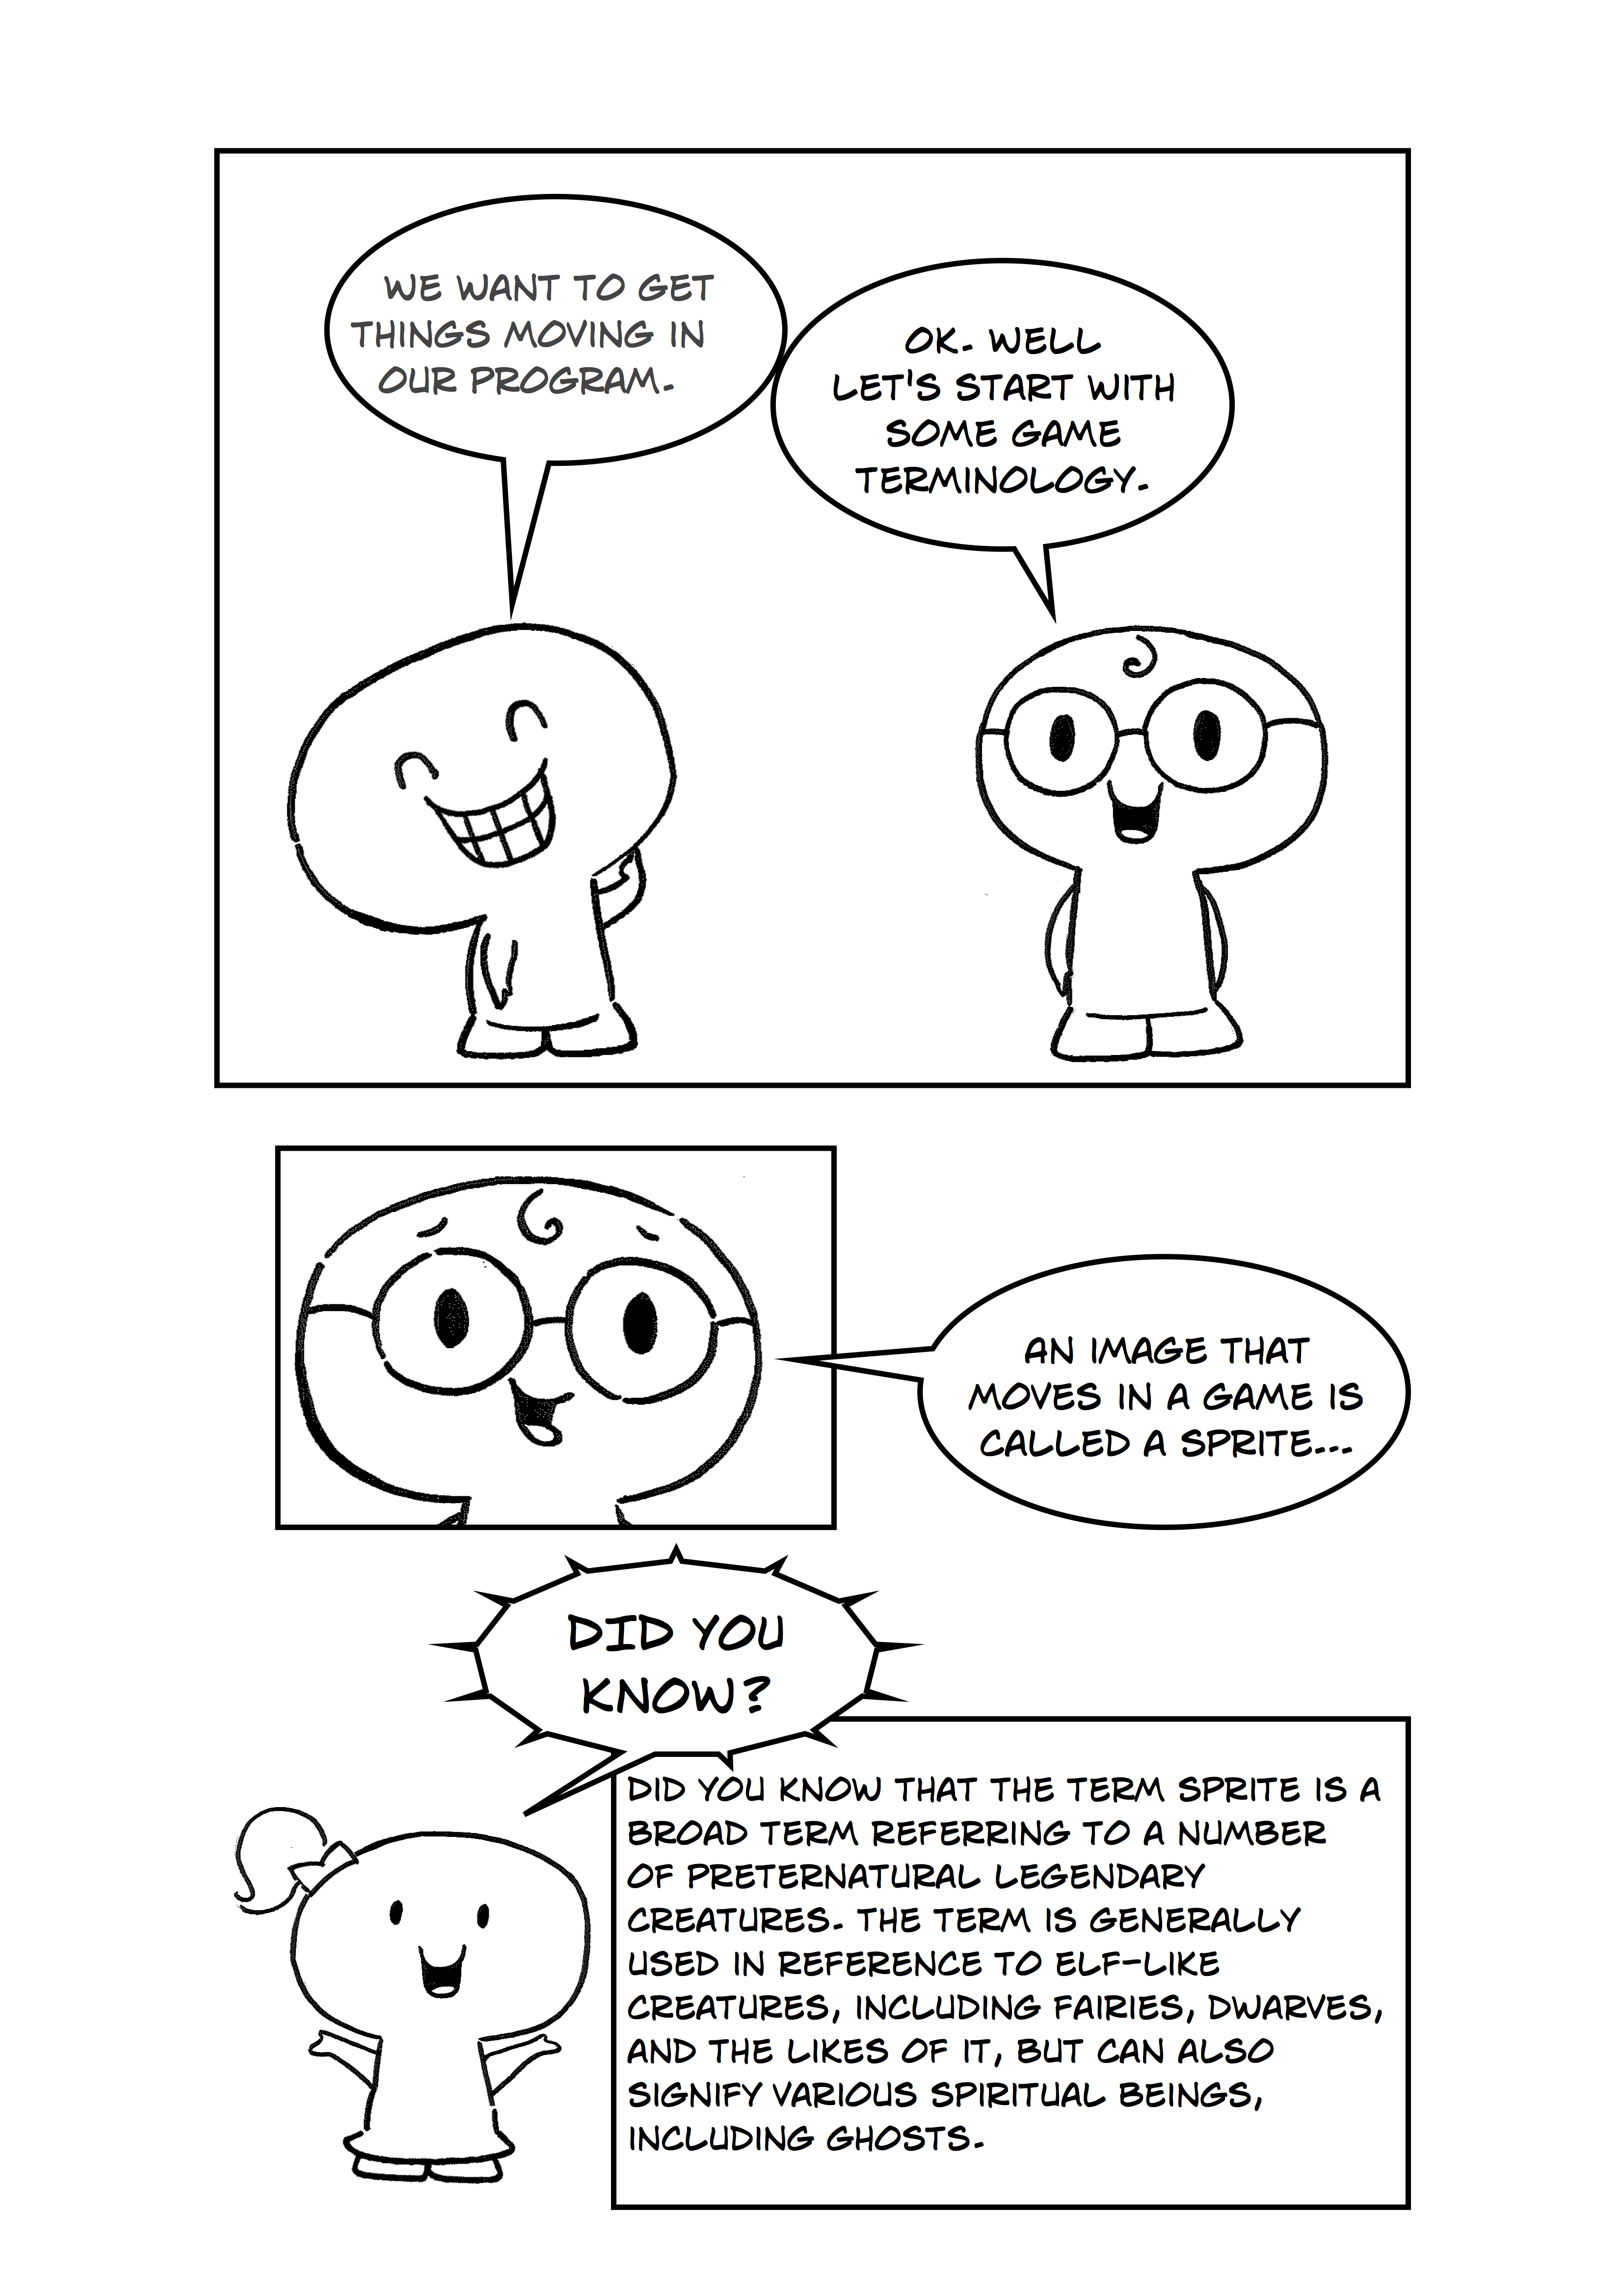 WE WANT TO GET
THINGS MOVING IN
OUR PROGRAM.
OK. WELL
LET'S START WITH
SOME GAME
TERMINOLOGY.
AN IMAGE THAT
MOVES IN A GAME IS
CALLED A SPRITE...
DID YOU
KNOW?
DID YOU KNOW THAT THE TERM SPRITE IS A
BROAD TERM REFERRING TO A NUMBER
OF PRETERNATURAL LEGENDARY
CREATURES. THE TERM IS GENERALLY
USED IN REFERENCE TO ELF-LIKE
CREATURES, INCLUDING FAIRIES, DWARVES,
AND THE LIKES OF IT, BUT CAN ALSO
SIGNIFY VARIOUS SPIRITUAL BEINGS,
INCLUDING GHOSTS.